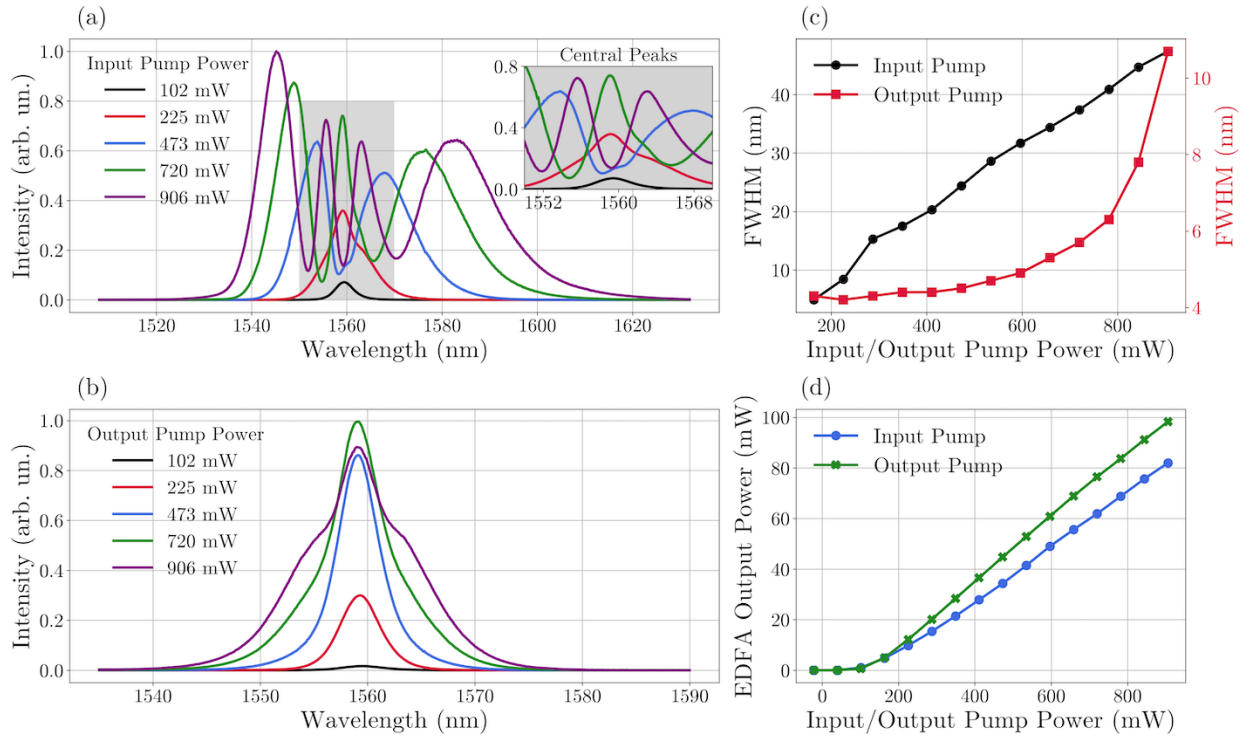 (a)
Input Pump Power
102 mW
225 mW
473 mW
720 mW
906 mW
Central Peaks
0.8
0.4
0.0
1552 1560 1568
1.0
0.8
0.6
0.4
0.2
0.0
Intensity (arb. un.)
1520 1540 1560 1580 1600 1620
Wavelength (nm)
(c)
Input Pump
Output Pump
40
30
20
10
FWHM (nm)
10
8
6
4
FWHM (nm)
200 400 600 800
Input/Output Pump Power (mW)
(b)
Output Pump Power
102 mW
225 mW
473 mW
720 mW
906 mW
1.0
0.8
0.6
0.4
0.2
0.0
Intensity (arb. un.)
1540 1550 1560 1570 1580 1590
Wavelength (nm)
(d)
Input Pump
Output Pump
100
80
60
40
20
0
EDFA Output Power (mW)
0 200 400 600 800
Input/Output Pump Power (mW)